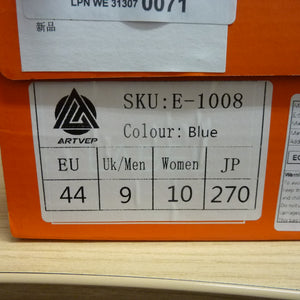 LPN WE 31307 0071
新品
SKU:E-1008
Colour: Blue
ARTVEP
EU Uk/Men Women JP
44 9 10 270